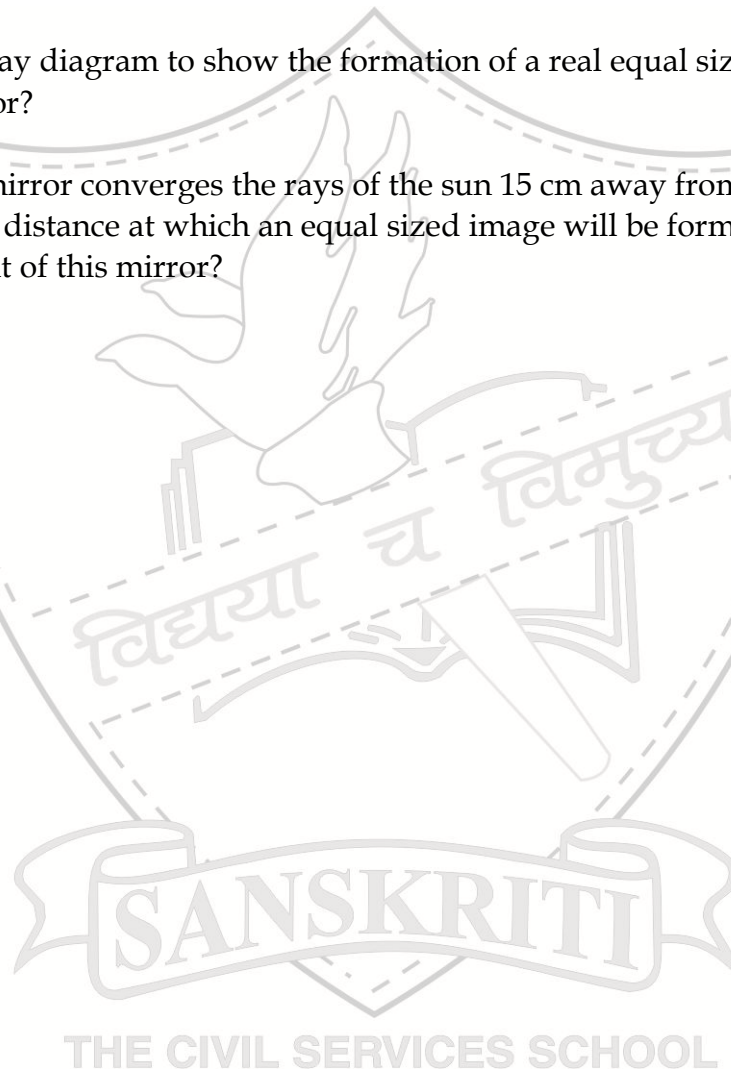 ay diagram to show the formation of a real equal siz
or?
mirror converges the rays of the sun 15 cm away from
distance at which an equal sized image will be form
t of this mirror?
विद्यया च विमुच्य
SANSKRITI
THE CIVIL SERVICES SCHOOL